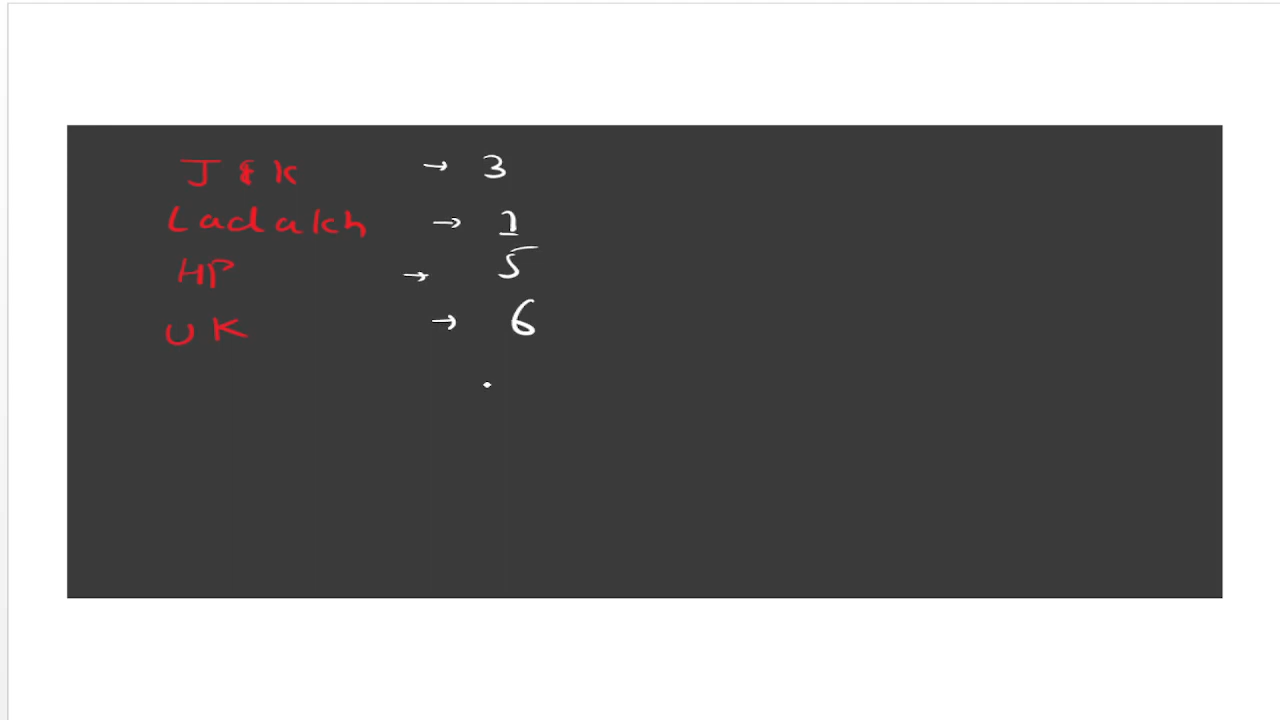 J & K → 3
Ladakh → 1
HP → 5
UK → 6